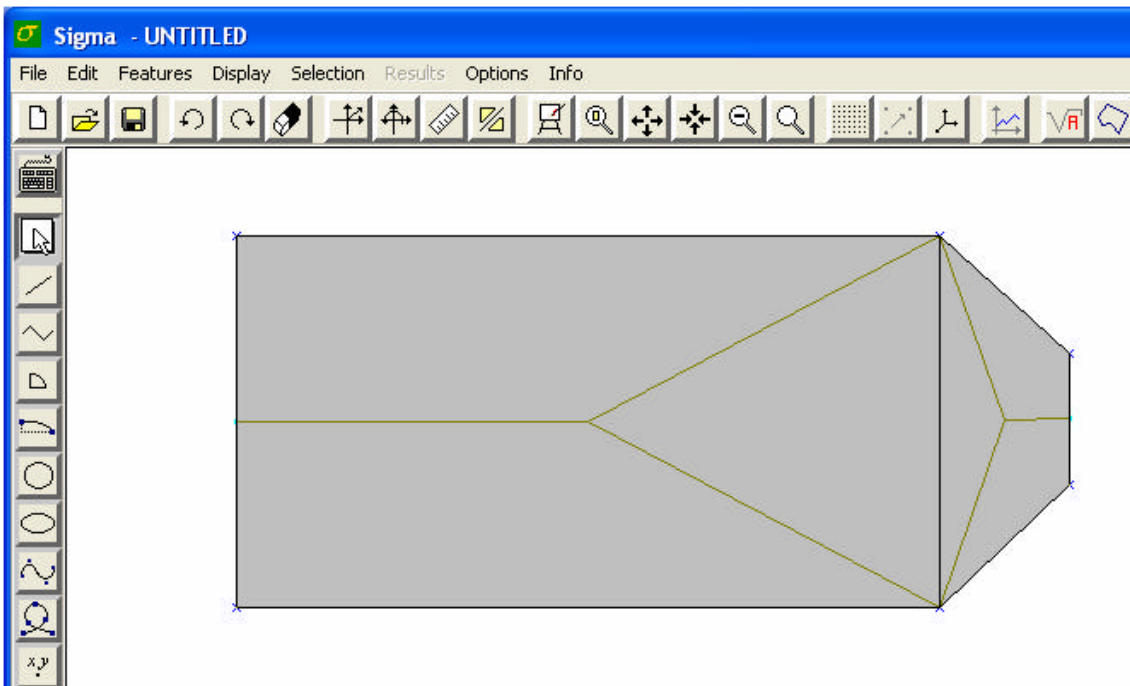 σ Sigma - UNTITLED
File Edit Features Display Selection Results Options Info
√A
x,y